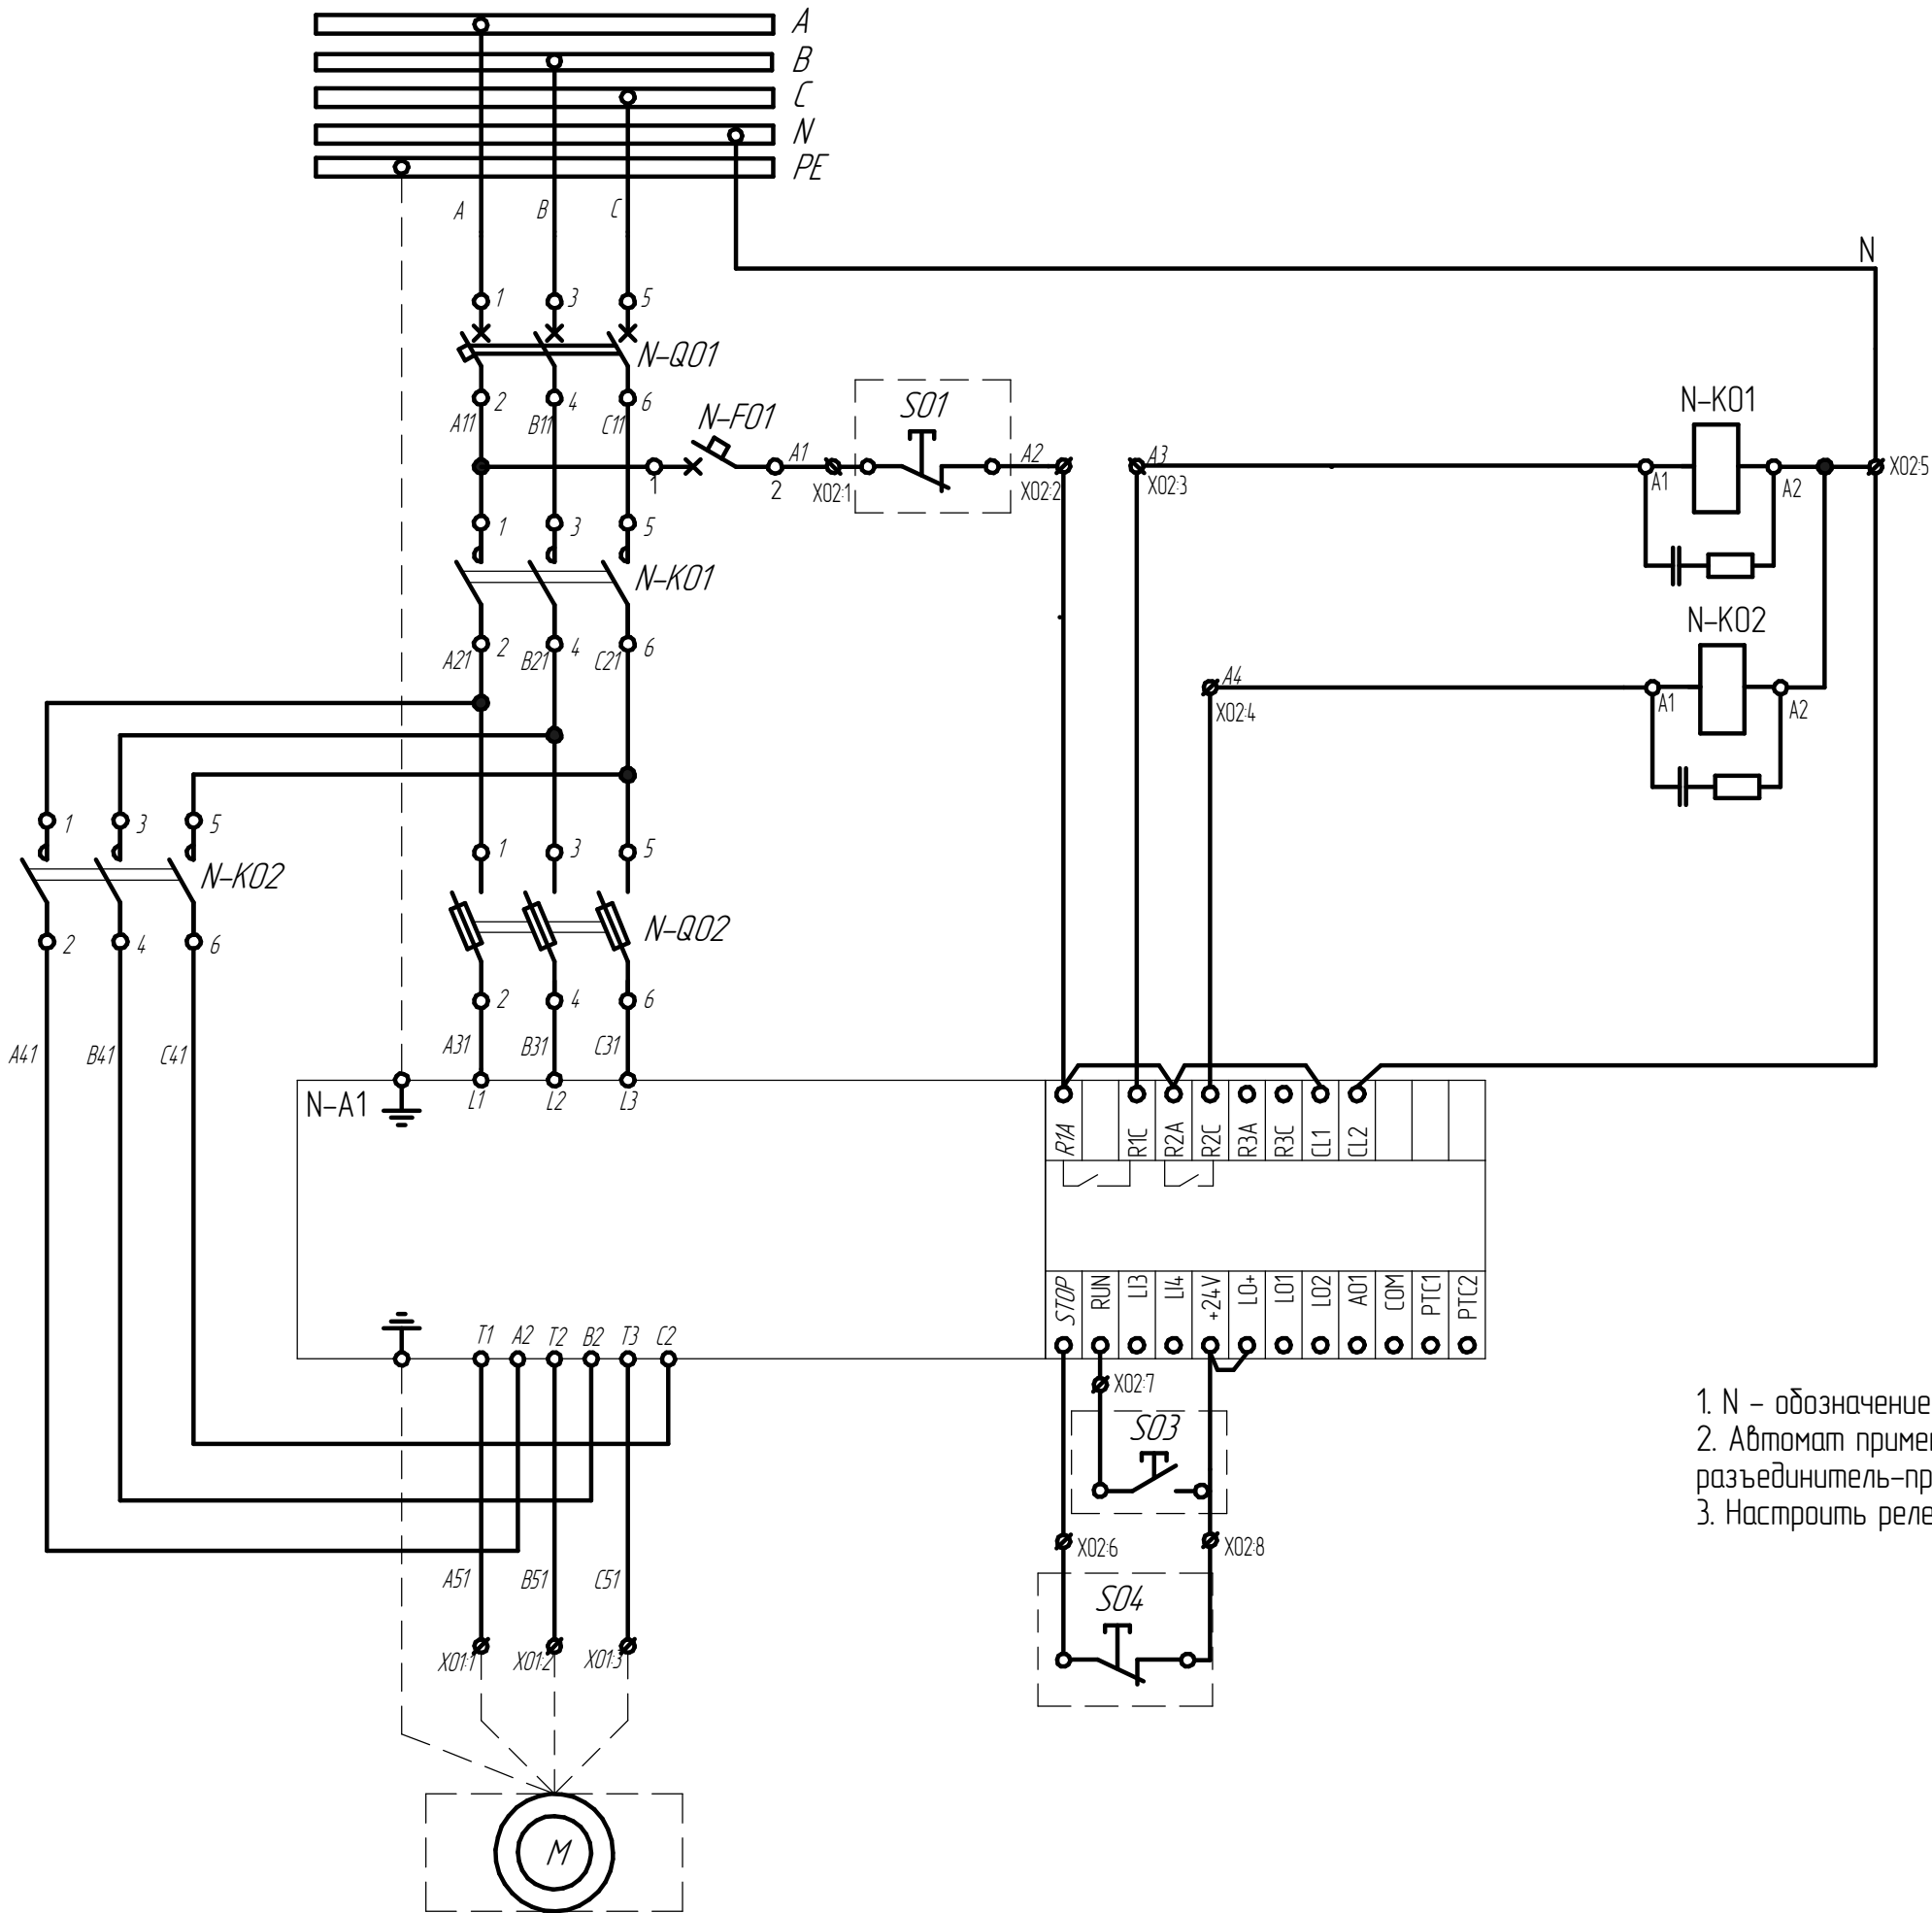 A
B
C
N
PE
A B C
N
1 3 5
N-Q01
2 4 6
A11 B11 C11
N-F01
1 2
A1
X02:1
S01
A2
X02:2
A3
X02:3
N-K01
A1 A2
X02:5
1 3 5
N-K01
2 4 6
A21 B21 C21
N-K02
A4
X02:4
A1 A2
1 3 5
N-K02
2 4 6
1 3 5
N-Q02
2 4 6
A41 B41 C41
A31 B31 C31
N-A1
L1 L2 L3
R1A R1C R2A R2C R3A R3C CL1 CL2
STOP RUN LI3 LI4 +24V LO+ LO1 LO2 AO1 COM PTC1 PTC2
T1 A2 T2 B2 T3 C2
X02:7
S03
X02:6
X02:8
S04
A51 B51 C51
X01:1 X01:2 X01:3
M
1. N – обозначение
2. Автомат
разъединитель-пр
3. Настроить реле